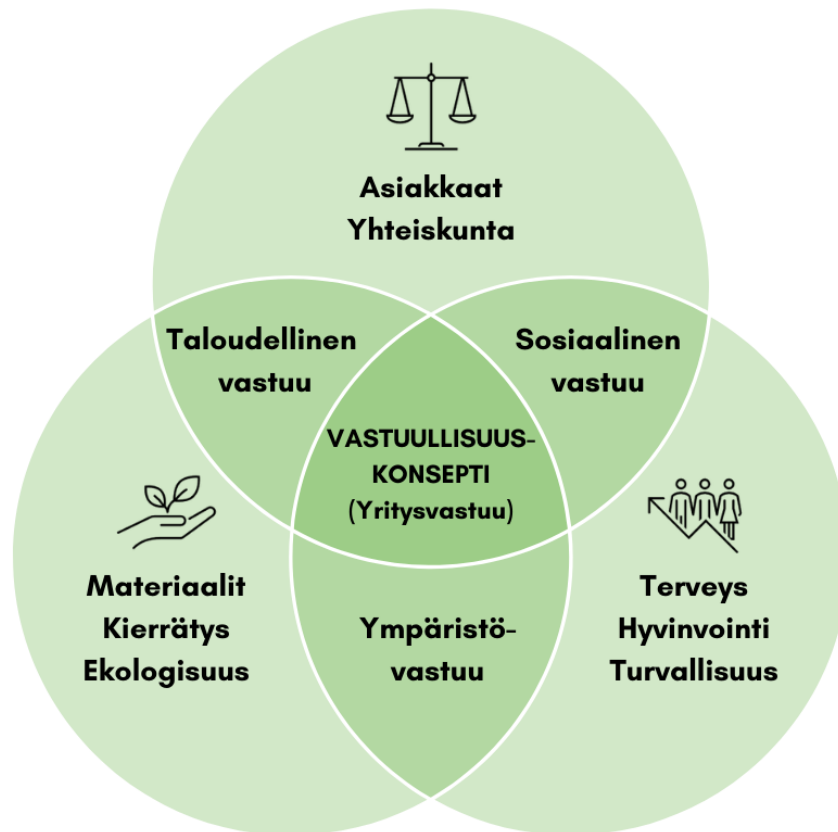 Asiakkaat
Yhteiskunta
Taloudellinen
vastuu
Sosiaalinen
vastuu
VASTUULLISUUS-
KONSEPTI
(Yritysvastuu)
Materiaalit
Kierrätys
Ekologisuus
Ympäristö-
vastuu
Terveys
Hyvinvointi
Turvallisuus